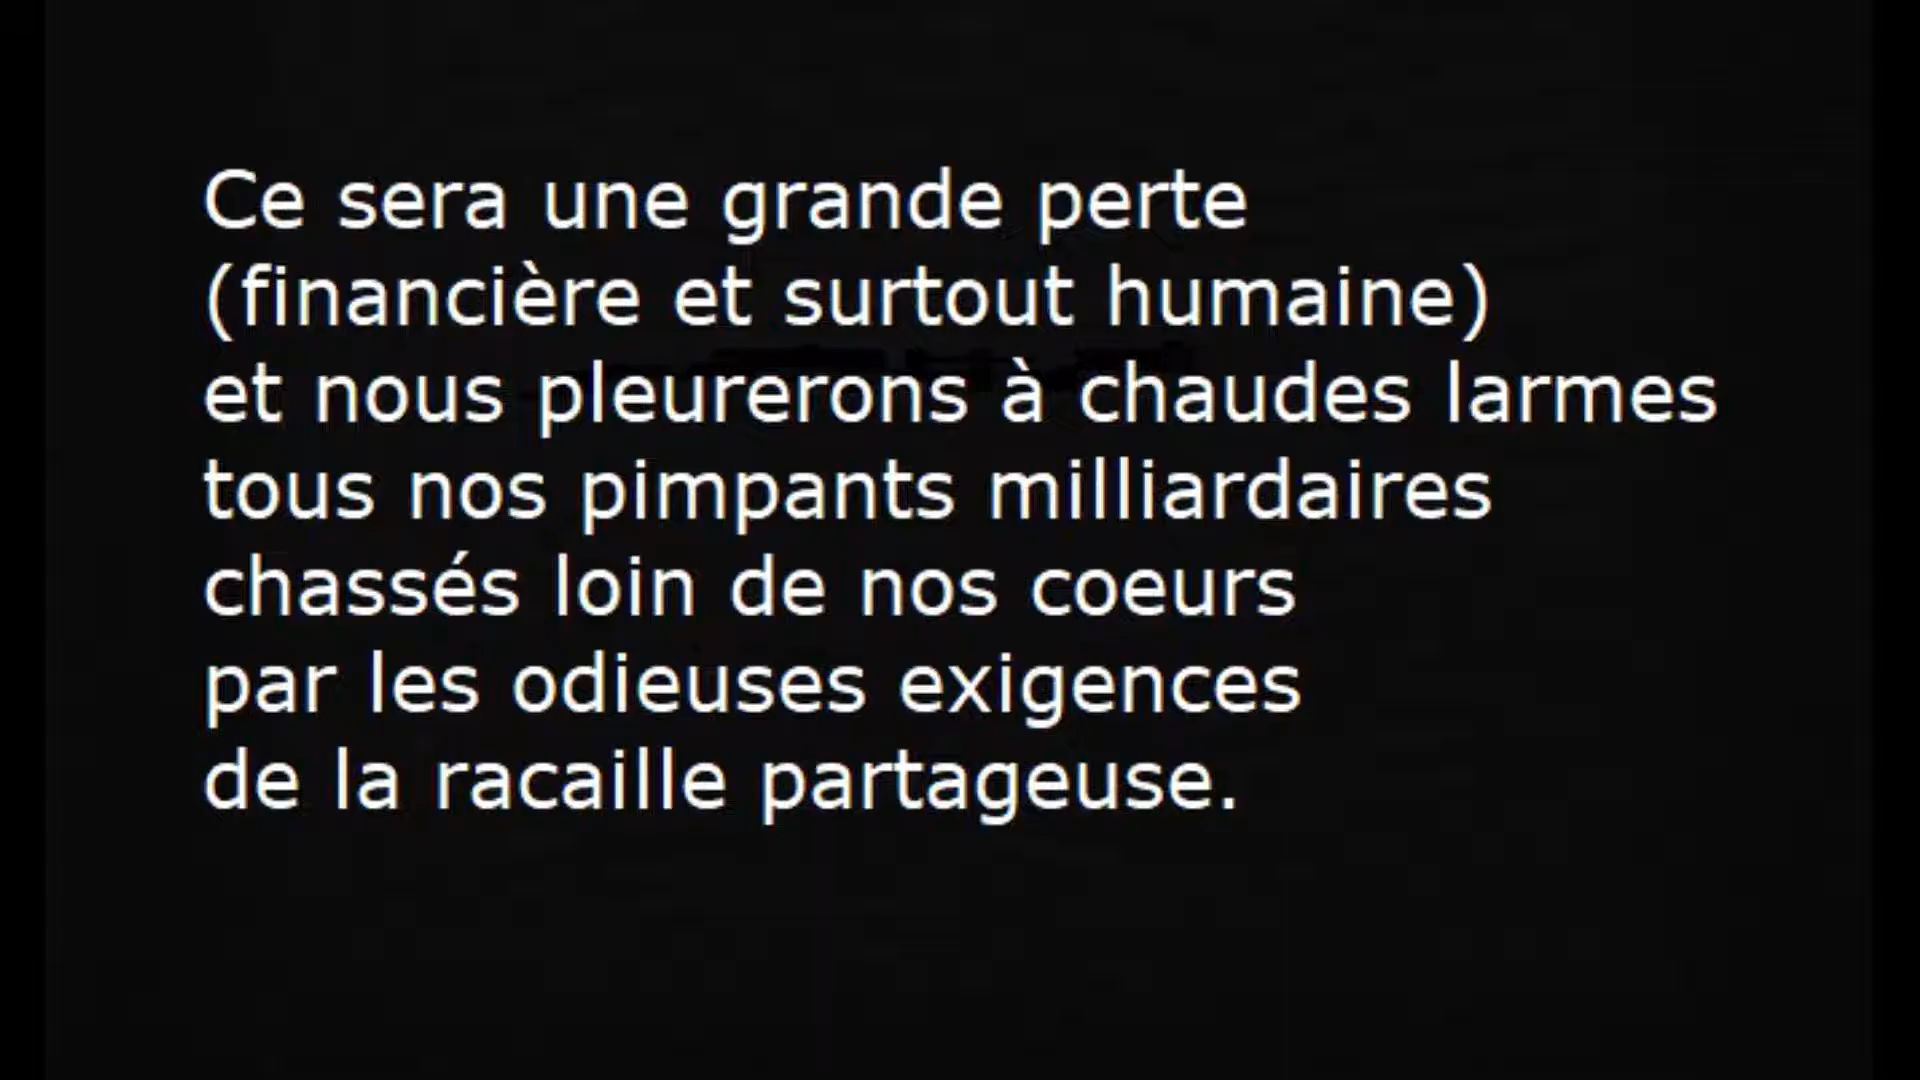 Ce sera une grande perte
(financière et surtout humaine)
et nous pleurerons à chaudes larmes
tous nos pimpants milliardaires
chassés loin de nos coeurs
par les odieuses exigences
de la racaille partageuse.